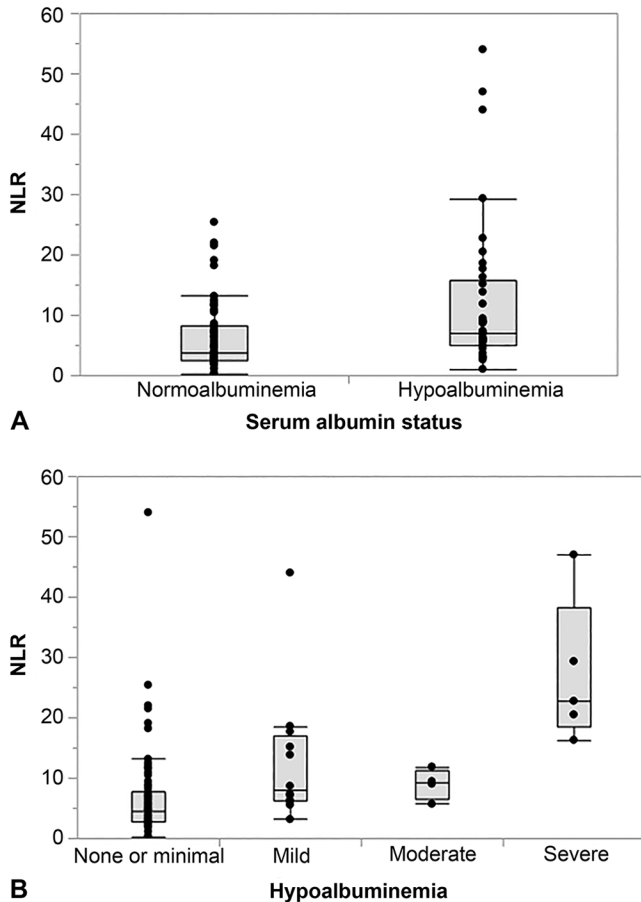 60
50
40
30
20
10
0
NLR
Normoalbuminemia Hypoalbuminemia
A Serum albumin status
60
50
40
30
20
10
0
NLR
None or minimal Mild Moderate Severe
B Hypoalbuminemia